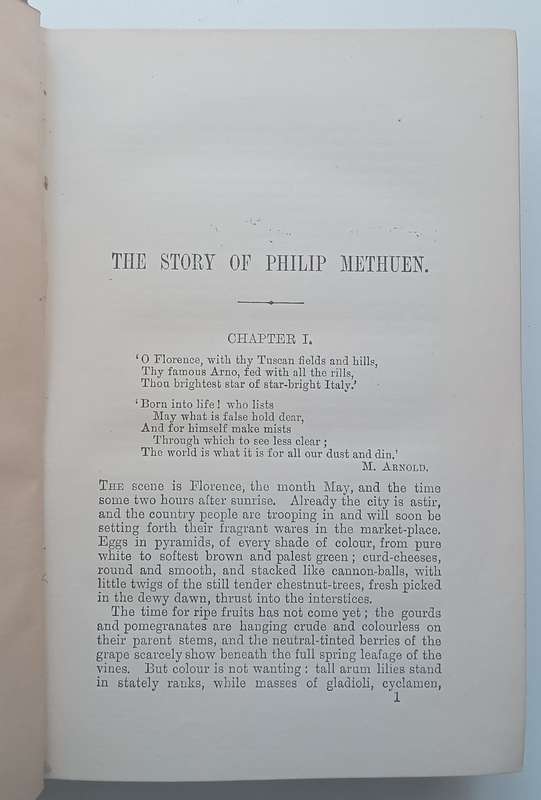 THE STORY OF PHILIP METHUEN.
CHAPTER I.
‘O Florence, with thy Tuscan fields and hills,
Thy famous Arno, fed with all the rills,
Thou brightest star of star-bright Italy.’
‘Born into life! who lists
May what is false hold dear,
And for himself make mists
Through which to see less clear;
The world is what it is for all our dust and din.’
M. ARNOLD.
THE scene is Florence, the month May, and the time
some two hours after sunrise. Already the city is astir,
and the country people are trooping in and will soon be
setting forth their fragrant wares in the market-place.
Eggs in pyramids, of every shade of colour, from pure
white to softest brown and palest green; curd-cheeses,
round and smooth, and stacked like cannon-balls, with
little twigs of the still tender chestnut-trees, fresh picked
in the dewy dawn, thrust into the interstices.
The time for ripe fruits has not come yet; the gourds
and pomegranates are hanging crude and colourless on
their parent stems, and the neutral-tinted berries of the
grape scarcely show beneath the full spring leafage of the
vines. But colour is not wanting: tall arum lilies stand
in stately ranks, while masses of gladioli, cyclamen,
1